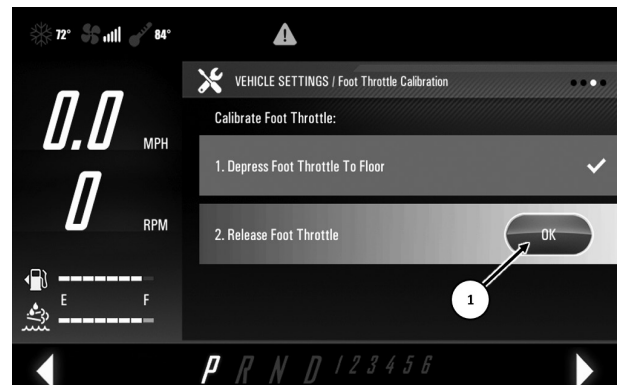 72° 84°
VEHICLE SETTINGS / Foot Throttle Calibration
Calibrate Foot Throttle:
0.0 MPH
1. Depress Foot Throttle To Floor
0 RPM
2. Release Foot Throttle OK
1
E F
P R N D 1 2 3 4 5 6